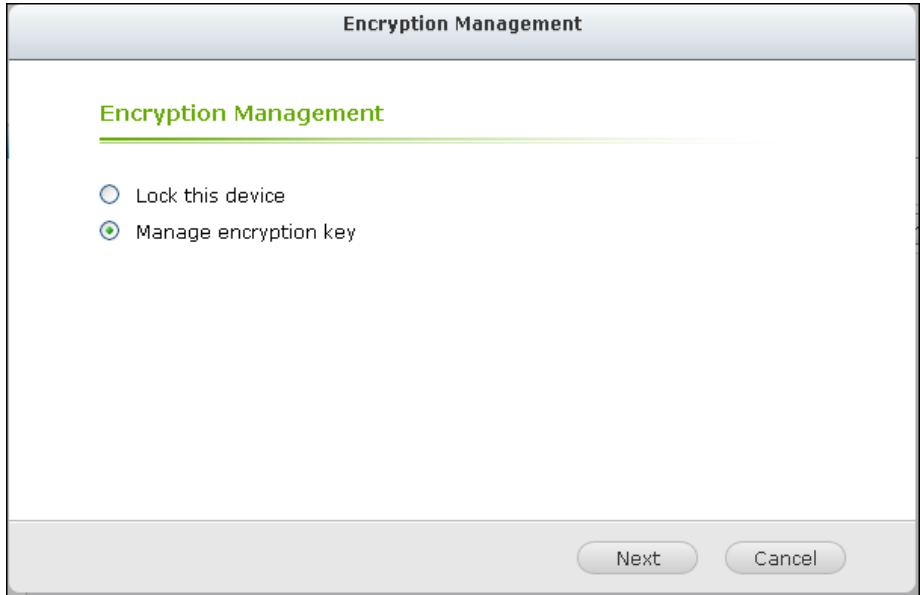 Encryption Management
Encryption Management
Lock this device
Manage encryption key
Next
Cancel